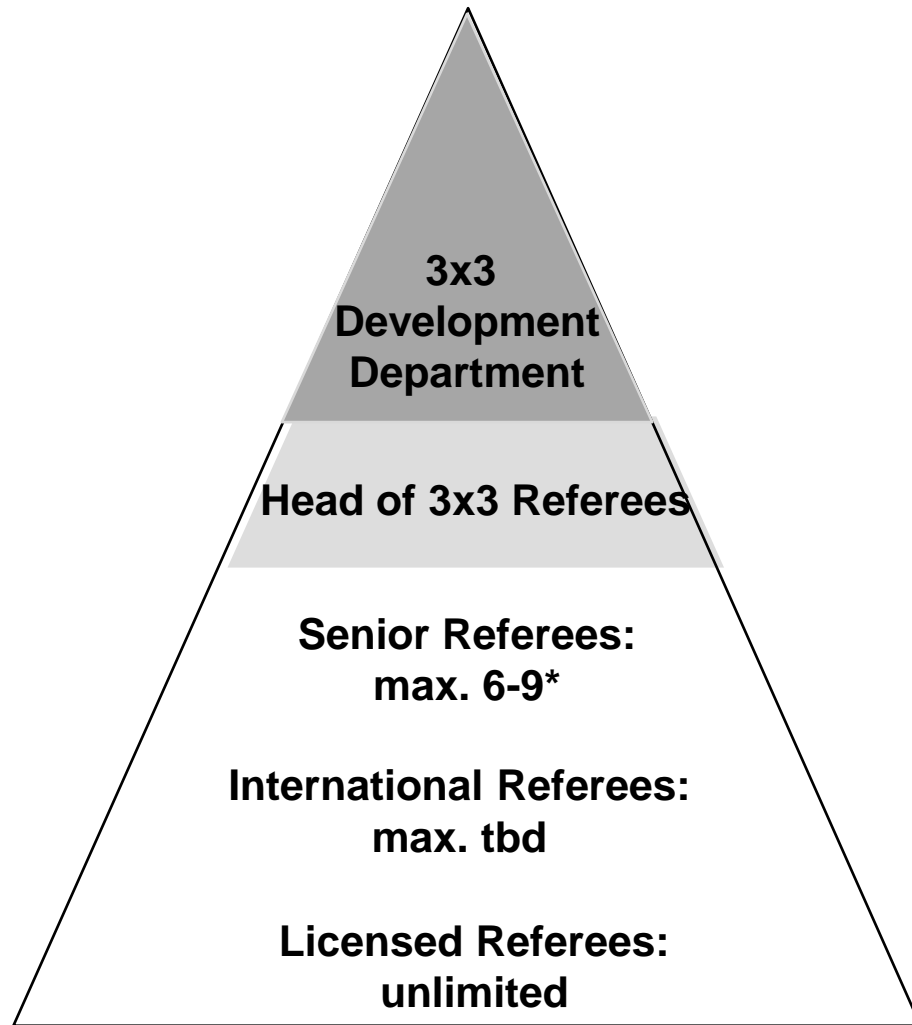 3x3
Development
Department
Head of 3x3 Referees
Senior Referees:
max. 6-9*
International Referees:
max. tbd
Licensed Referees:
unlimited